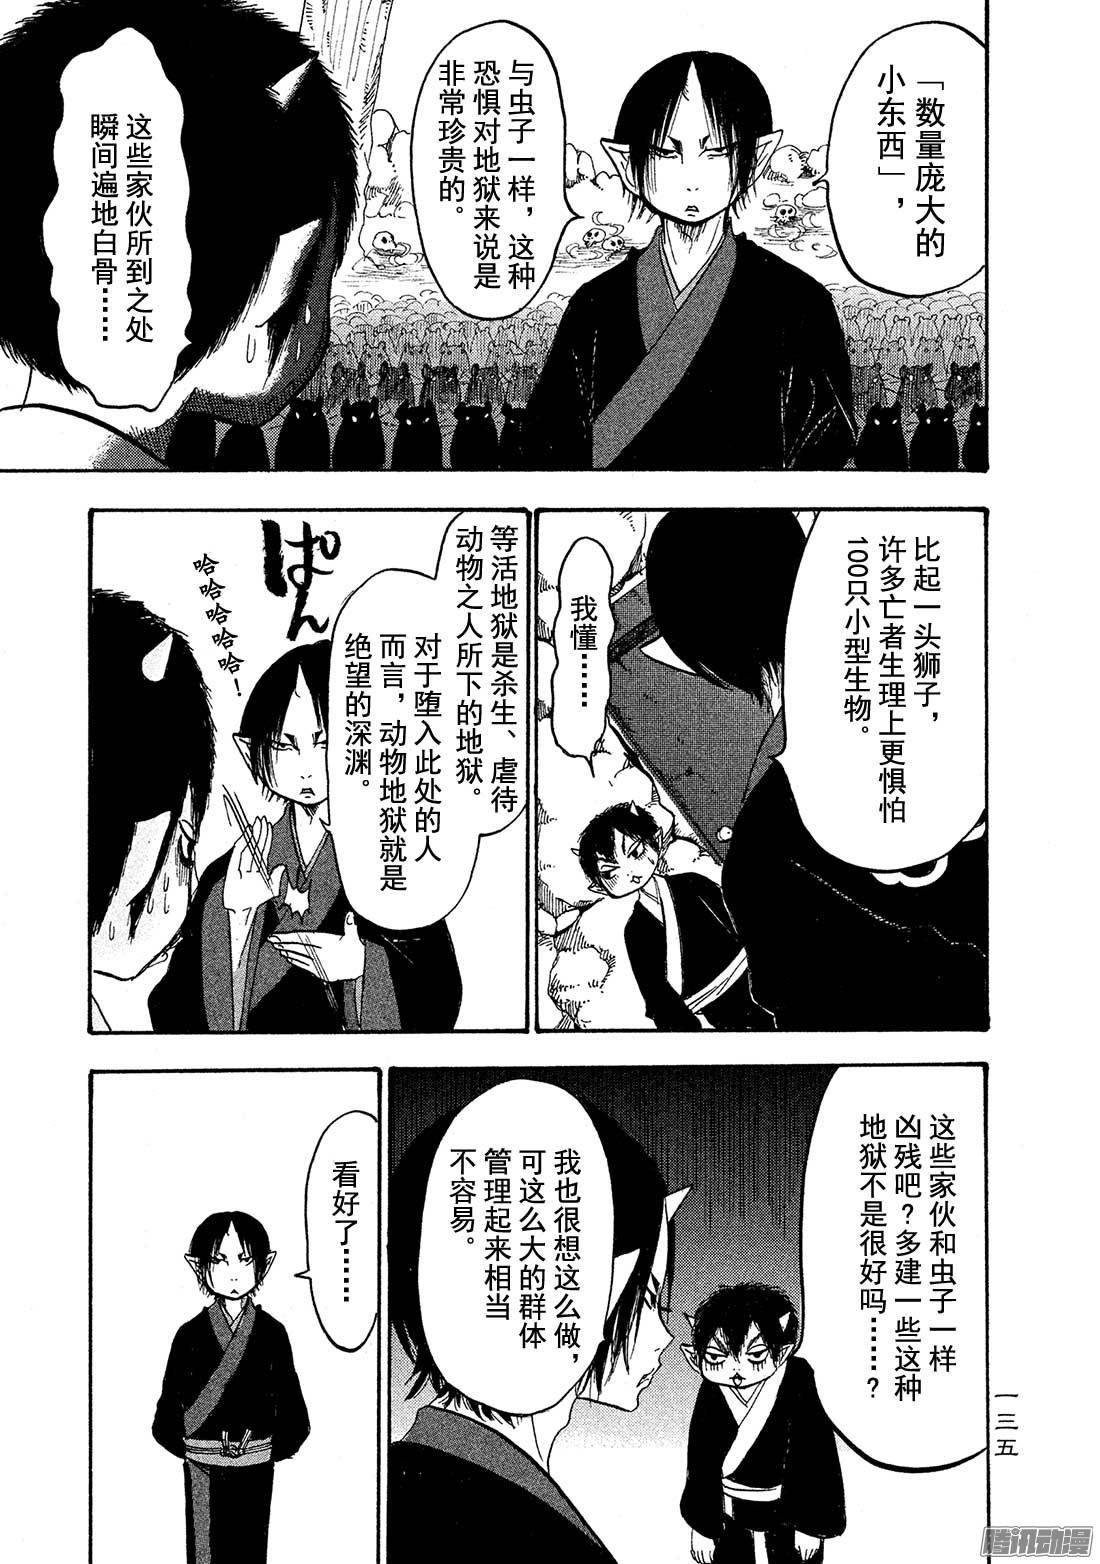 「数量庞大的
小东西」，
与虫子一样，这种
恐惧对地狱来说是
非常珍贵的。
这些家伙所到之处
瞬间遍地白骨……
比起一头狮子，
许多亡者生理上更惧怕
100只小型生物。
我懂……
等活地狱是杀生、虐待
动物之人所下的地狱。
对于堕入此处的人
而言，动物地狱就是
绝望的深渊。
ぱん
哈哈哈哈哈！
这些家伙和虫子一样
凶残吧？多建一些这种
地狱不是很好吗……？
我也很想这么做，
可这么大的群体
管理起来相当
不容易。
看好了……
一三五
腾讯动漫